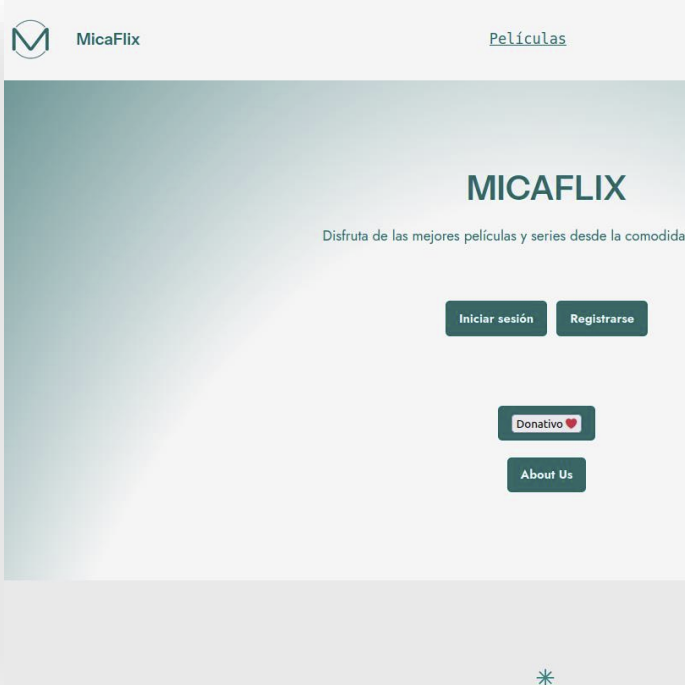 MicaFlix
Películas
MICAFLIX
Disfruta de las mejores películas y series desde la comodida
Iniciar sesión
Registrarse
Donativo ❤
About Us